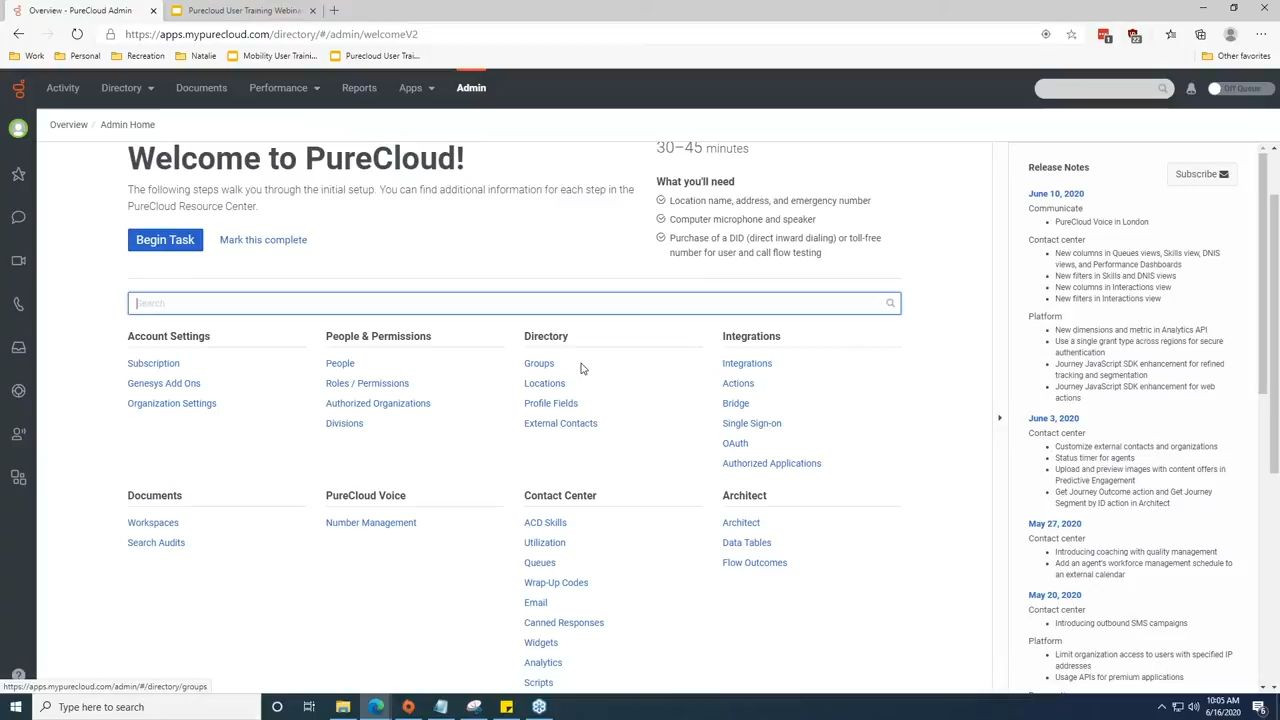 PureCloud Admin
Purecloud User Training Webina
https://apps.mypurecloud.com/directory/#/admin/welcomeV2
1
22
Work
Personal
Recreation
Natalie
Mobility User Traini...
Purecloud User Trai...
Other favorites
Activity
Directory
Documents
Performance
Reports
Apps
Admin
Off Queue
Overview / Admin Home
Welcome to PureCloud!
The following steps walk you through the initial setup. You can find additional information for each step in the
PureCloud Resource Center.
Begin Task
Mark this complete
30–45 minutes
What you'll need
Location name, address, and emergency number
Computer microphone and speaker
Purchase of a DID (direct inward dialing) or toll-free
number for user and call flow testing
Search
Account Settings
Subscription
Genesys Add Ons
Organization Settings
People & Permissions
People
Roles / Permissions
Authorized Organizations
Divisions
Directory
Groups
Locations
Profile Fields
External Contacts
Integrations
Integrations
Actions
Bridge
Single Sign-on
OAuth
Authorized Applications
Documents
Workspaces
Search Audits
PureCloud Voice
Number Management
Contact Center
ACD Skills
Utilization
Queues
Wrap-Up Codes
Email
Canned Responses
Widgets
Analytics
Scripts
Architect
Architect
Data Tables
Flow Outcomes
Release Notes
Subscribe
June 10, 2020
Communicate
PureCloud Voice in London
Contact center
New columns in Queues views, Skills view, DNIS
views, and Performance Dashboards
New filters in Skills and DNIS views
New columns in Interactions view
New filters in Interactions view
Platform
New dimensions and metric in Analytics API
Use a single grant type across regions for secure
authentication
Journey JavaScript SDK enhancement for refined
tracking and segmentation
Journey JavaScript SDK enhancement for web
actions
June 3, 2020
Contact center
Customize external contacts and organizations
Status timer for agents
Upload and preview images with content offers in
Predictive Engagement
Get Journey Outcome action and Get Journey
Segment by ID action in Architect
May 27, 2020
Contact center
Introducing coaching with quality management
Add an agent's workforce management schedule to
an external calendar
May 20, 2020
Contact center
Introducing outbound SMS campaigns
Platform
Limit organization access to users with specified IP
addresses
Usage APIs for premium applications
https://apps.mypurecloud.com/admin/#/directory/groups
Type here to search
10:05 AM
6/16/2020